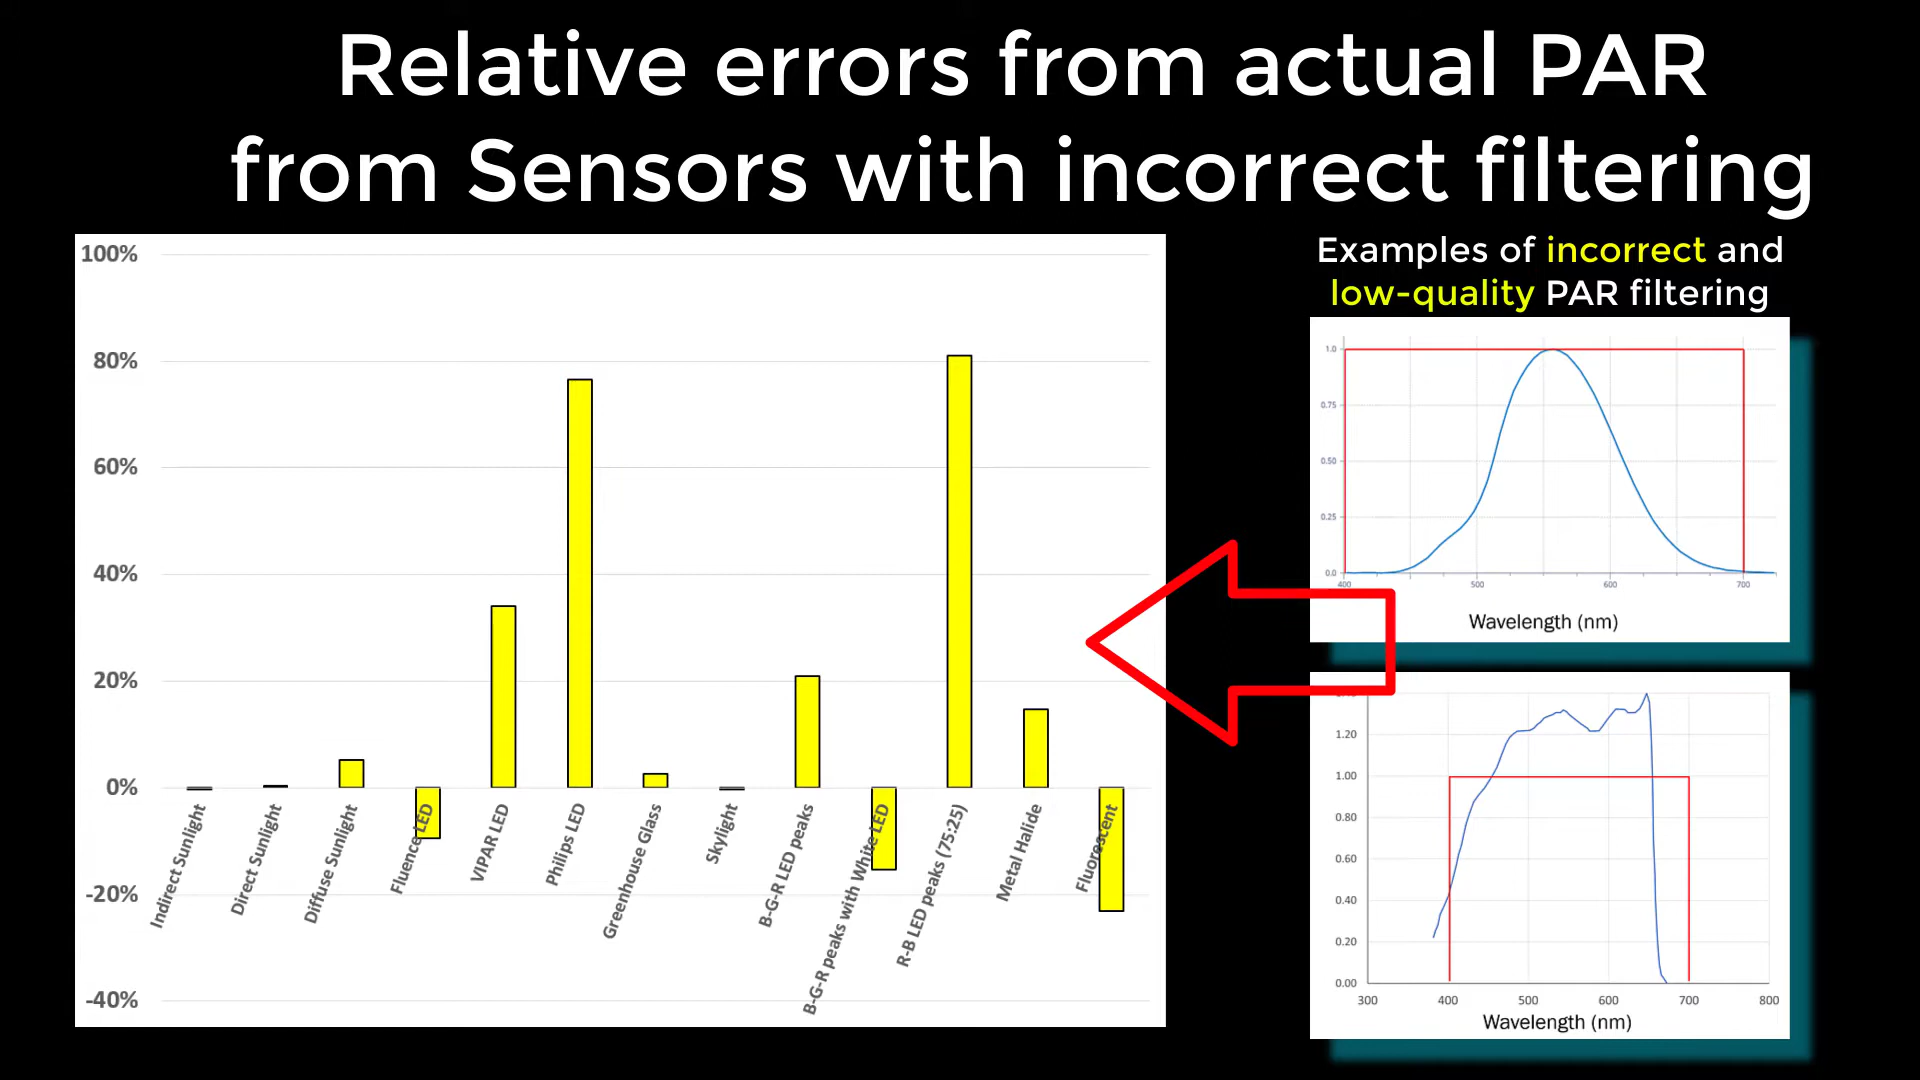 Relative errors from actual PAR
from Sensors with incorrect filtering
100%
80%
60%
40%
20%
0%
-20%
-40%
Indirect Sunlight
Direct Sunlight
Diffuse Sunlight
Fluence LED
VIPAR LED
Philips LED
Greenhouse Glass
Skylight
B-G-R LED peaks
B-G-R peaks with White LED
R-B LED peaks (75:25)
Metal Halide
Fluorescent
Examples of incorrect and
low-quality PAR filtering
1.0
0.75
0.50
0.25
0.0
400 500 600 700
Wavelength (nm)
1.20
1.00
0.80
0.60
0.40
0.20
0.00
300 400 500 600 700 800
Wavelength (nm)